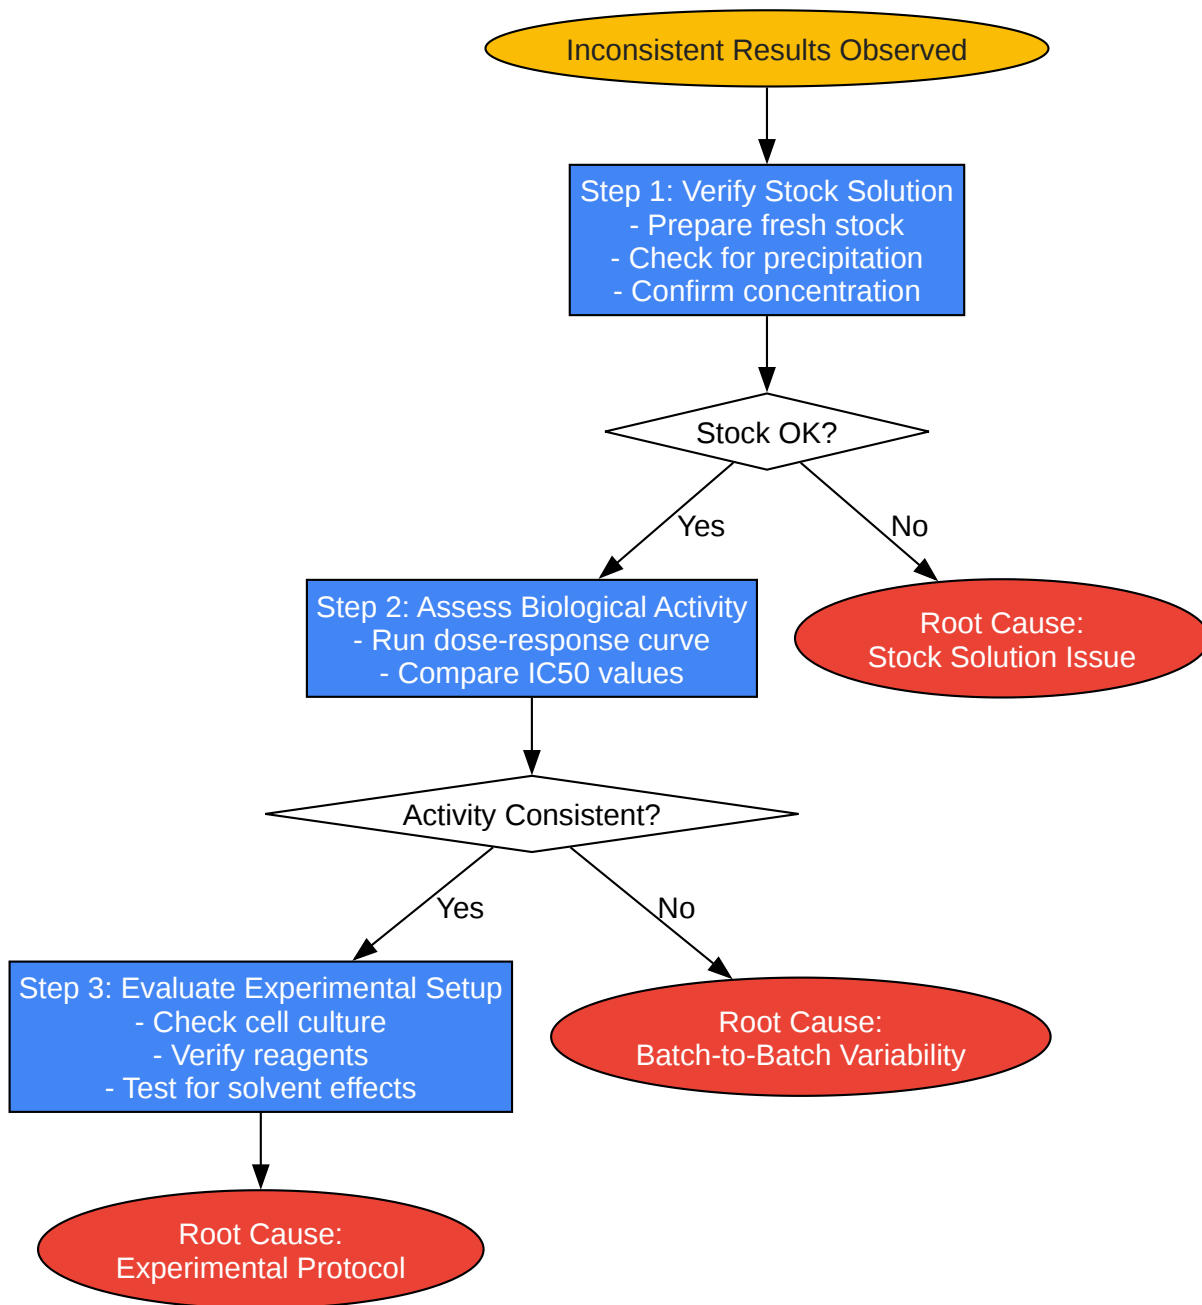 Inconsistent Results Observed
Step 1: Verify Stock Solution
- Prepare fresh stock
- Check for precipitation
- Confirm concentration
Stock OK?
Yes
No
Step 2: Assess Biological Activity
- Run dose-response curve
- Compare IC50 values
Root Cause:
Stock Solution Issue
Activity Consistent?
Yes
No
Step 3: Evaluate Experimental Setup
- Check cell culture
- Verify reagents
- Test for solvent effects
Root Cause:
Batch-to-Batch Variability
Root Cause:
Experimental Protocol